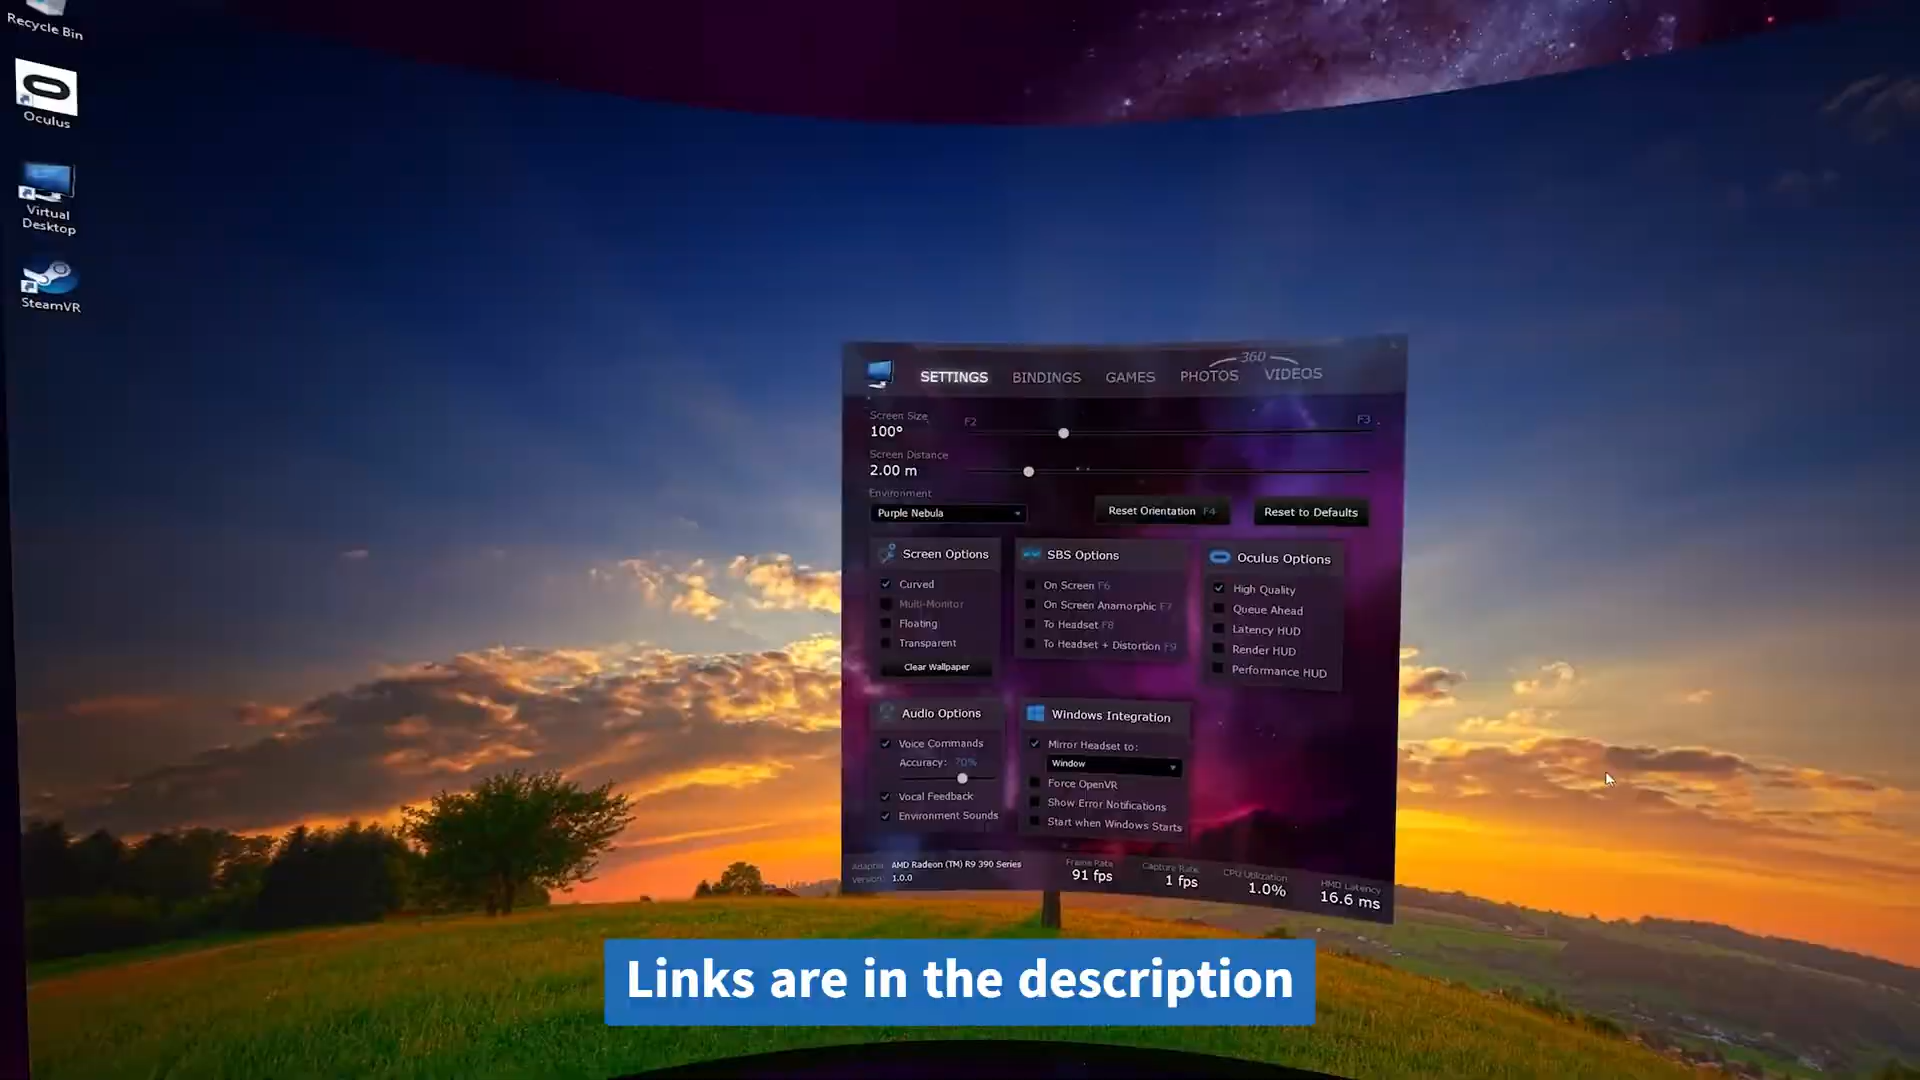 Recycle Bin
Oculus
Virtual
Desktop
SteamVR
SETTINGS
BINDINGS
GAMES
360
PHOTOS
VIDEOS
Screen Size
100°
F2
F3
Screen Distance
2.00 m
Environment
Purple Nebula
Reset Orientation F4
Reset to Defaults
Screen Options
Curved
Multi-Monitor
Floating
Transparent
Clear Wallpaper
SBS Options
On Screen F6
On Screen Anamorphic F7
To Headset F8
To Headset + Distortion F9
Oculus Options
High Quality
Queue Ahead
Latency HUD
Render HUD
Performance HUD
Audio Options
Voice Commands
Accuracy: 70%
Vocal Feedback
Environment Sounds
Windows Integration
Mirror Headset to:
Window
Force OpenVR
Show Error Notifications
Start when Windows Starts
Adapter: AMD Radeon (TM) R9 390 Series
Version: 1.0.0
Frame Rate
91 fps
Capture Rate
1 fps
CPU Utilization
1.0%
HMD Latency
16.6 ms
Links are in the description